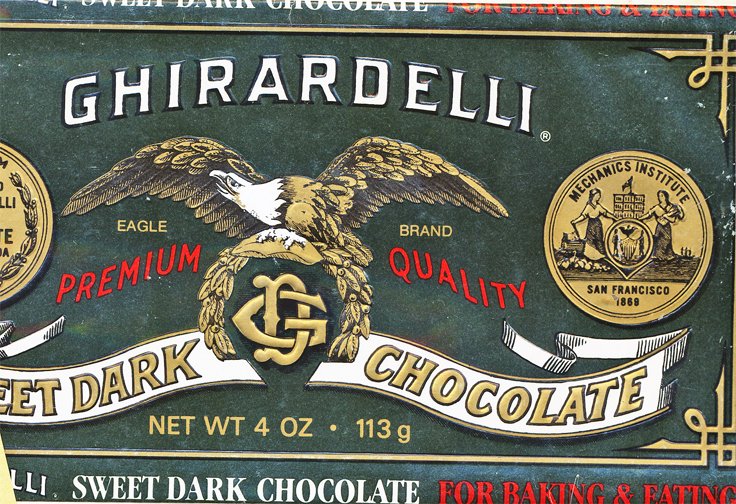 SWEET DARK CHOCOLATE FOR BAKING & EATING
GHIRARDELLI®
EAGLE BRAND
PREMIUM QUALITY
MECHANICS INSTITUTE
SAN FRANCISCO
1869
CG
EET DARK CHOCOLATE
NET WT 4 OZ • 113 g
LLI. SWEET DARK CHOCOLATE FOR BAKING & EATING